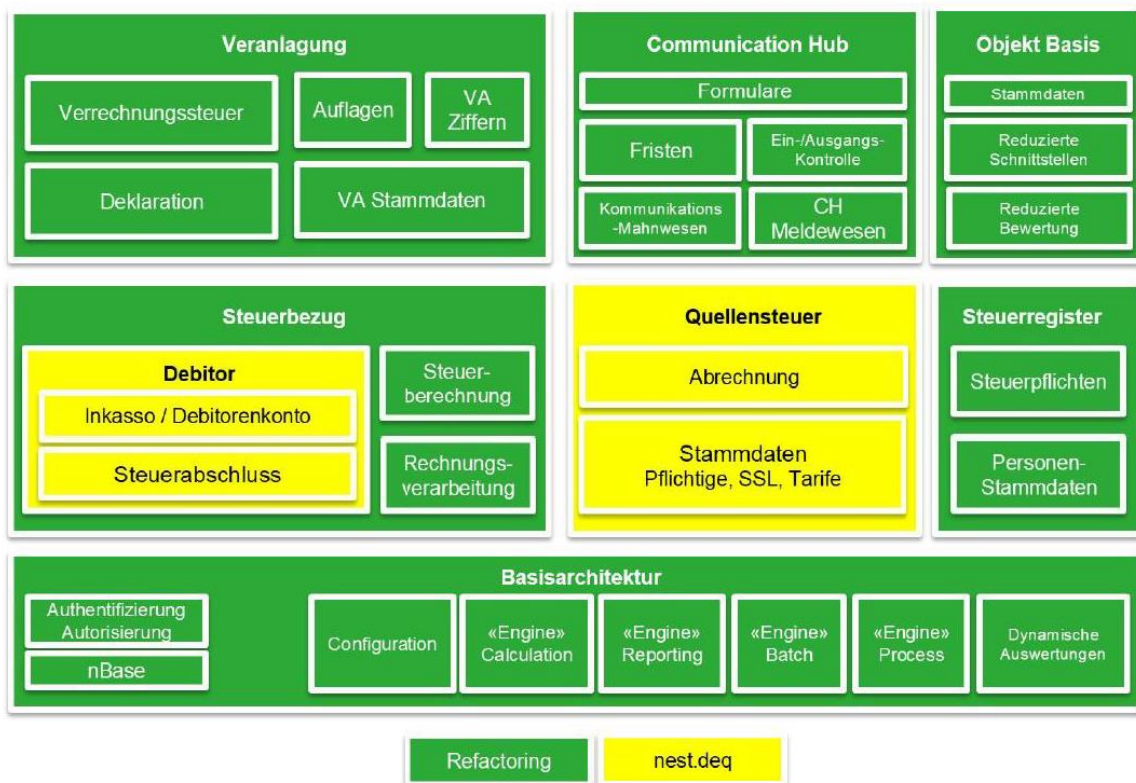 Veranlagung
Verrechnungssteuer
Auflagen
VA
Ziffern
Deklaration
VA Stammdaten
Communication Hub
Formulare
Fristen
Ein-/Ausgangs-
Kontrolle
Kommunikations
-Mahnwesen
CH
Meldewesen
Objekt Basis
Stammdaten
Reduzierte
Schnittstellen
Reduzierte
Bewertung
Steuerbezug
Debitor
Inkasso / Debitorenkonto
Steuerabschluss
Steuer-
berechnung
Rechnungs-
verarbeitung
Quellensteuer
Abrechnung
Stammdaten
Pflichtige, SSL, Tarife
Steuerregister
Steuerpflichten
Personen-
Stammdaten
Basisarchitektur
Authentifizierung
Autorisierung
nBase
Configuration
«Engine»
Calculation
«Engine»
Reporting
«Engine»
Batch
«Engine»
Process
Dynamische
Auswertungen
Refactoring
nest.deq